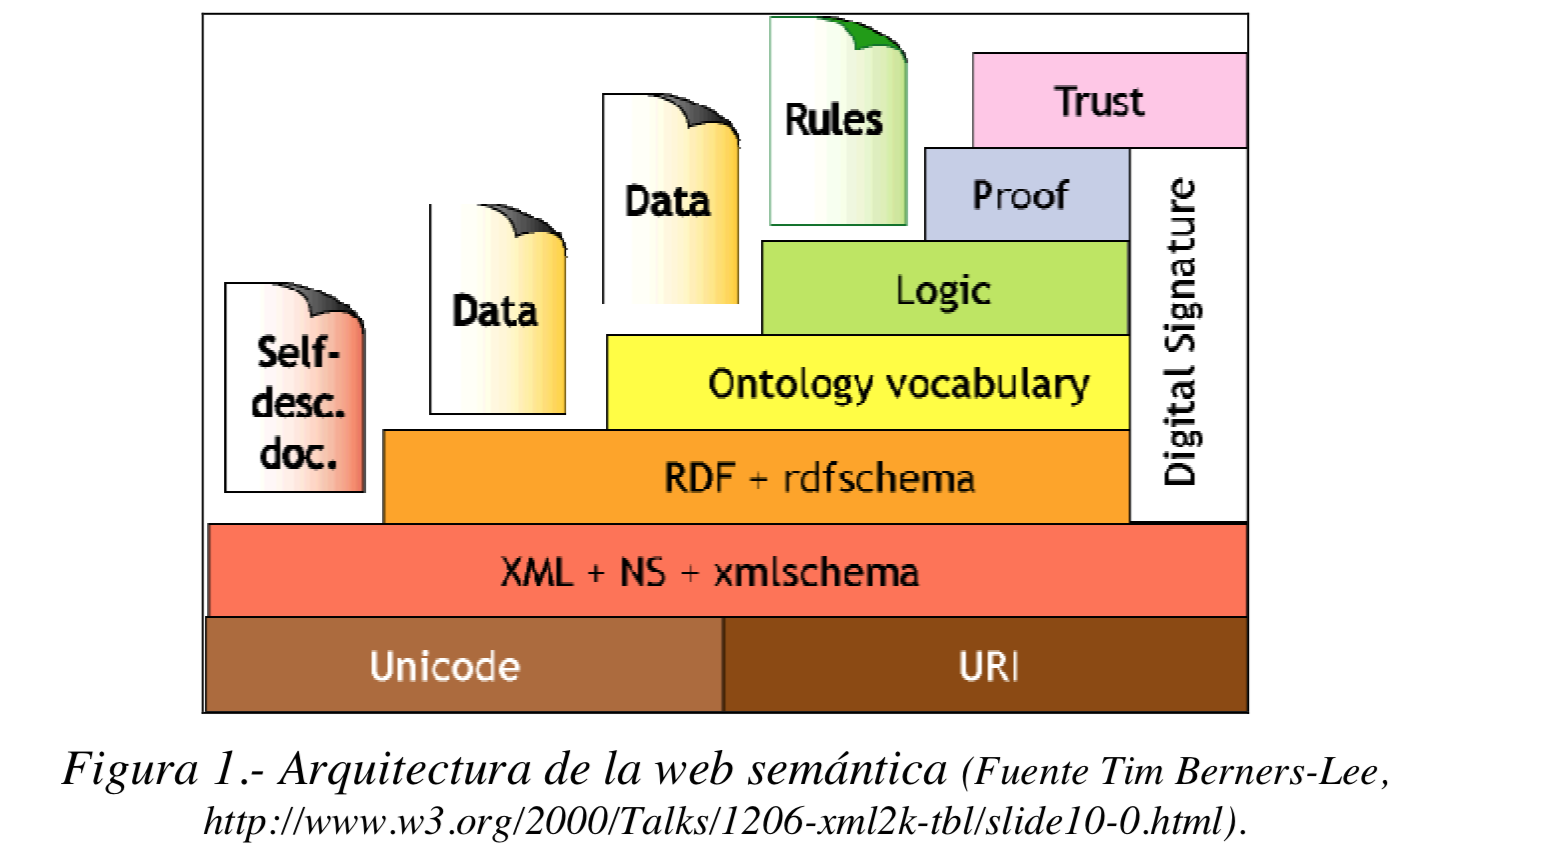 Rules
Trust
Data
Proof
Data
Logic
Self-
desc.
doc.
Ontology vocabulary
Digital Signature
RDF + rdfschema
XML + NS + xmlschema
Unicode
URI
Figura 1.- Arquitectura de la web semántica (Fuente Tim Berners-Lee,
http://www.w3.org/2000/Talks/1206-xml2k-tbl/slide10-0.html).